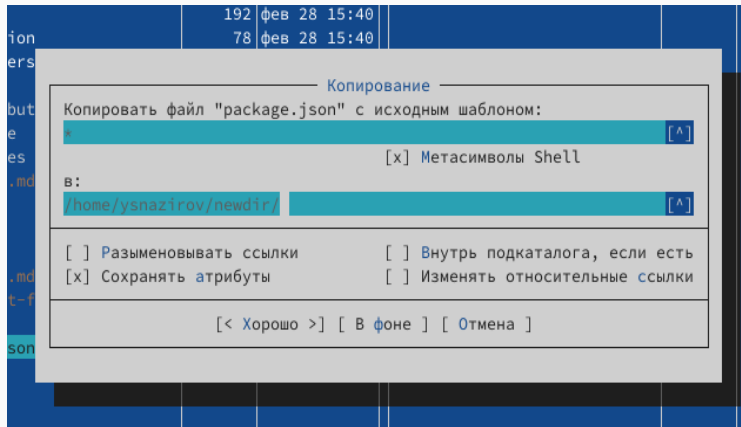 192 фев 28 15:40
ion 78 фев 28 15:40
ers
Копирование
but Копировать файл "package.json" с исходным шаблоном:
e * [^]
es [x] Метасимволы Shell
.md в:
/home/ysnazirov/newdir/ [^]
[ ] Разыменовывать ссылки [ ] Внутрь подкаталога, если есть
.md [x] Сохранять атрибуты [ ] Изменять относительные ссылки
t-f
[< Хорошо >] [ В фоне ] [ Отмена ]
son